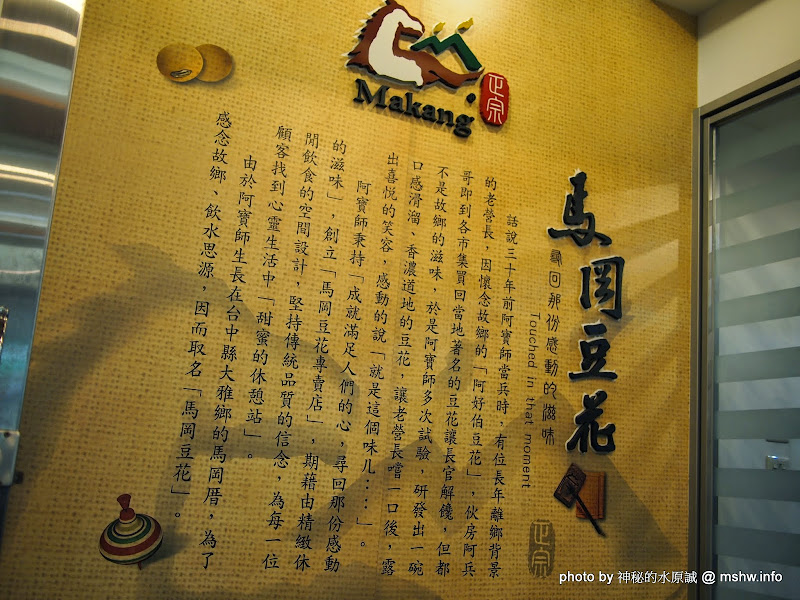 Makang
正宗
馬岡豆花
尋回那份感動的滋味
Touched in that moment
話說三十年前阿寶師當兵時，有位長年離鄉背景
的老營長，因懷念故鄉的「阿好伯豆花」，伙房阿兵
哥即到各市集買回當地著名的豆花讓長官解饞，但都
不是故鄉的滋味，於是阿寶師多次試驗，研發出一碗
口感滑溜、香濃道地的豆花，讓老營長嚐一口後，露
出喜悅的笑容，感動的說「就是這個味ㄦ…」。
阿寶師秉持「成就滿足人們的心，尋回那份感動
的滋味」，創立「馬岡豆花專賣店」，期藉由精緻休
閒飲食的空間設計，堅持傳統品質的信念，為每一位
顧客找到心靈生活中「甜蜜的休憩站」。
由於阿寶師生長在台中縣大雅鄉的馬岡厝，為了
感念故鄉、飲水思源，因而取名「馬岡豆花」。
正宗
photo by 神秘的水原誠 @ mshw.info